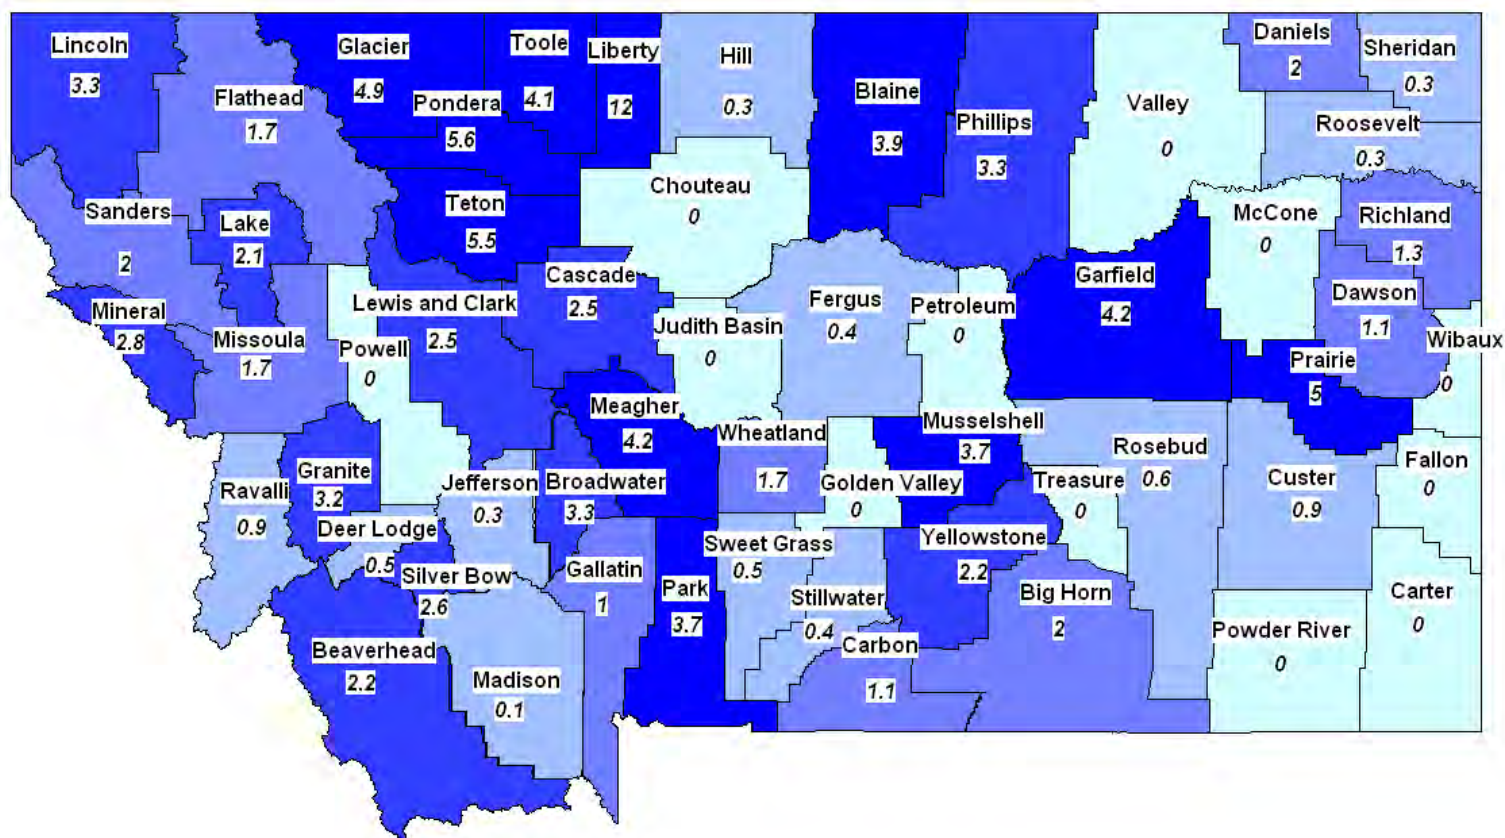 Lincoln
3.3
Flathead
1.7
Glacier
4.9
Pondera
5.6
Toole
4.1
Liberty
12
Hill
0.3
Blaine
3.9
Phillips
3.3
Valley
0
Daniels
2
Sheridan
0.3
Roosevelt
0.3
Sanders
2
Lake
2.1
Teton
5.5
Chouteau
0
McCone
0
Richland
1.3
Mineral
2.8
Missoula
1.7
Powell
0
Lewis and Clark
2.5
Cascade
2.5
Judith Basin
0
Fergus
0.4
Petroleum
0
Garfield
4.2
Dawson
1.1
Prairie
5
Wibaux
0
Meagher
4.2
Wheatland
1.7
Golden Valley
0
Musselshell
3.7
Treasure
0
Rosebud
0.6
Custer
0.9
Fallon
0
Ravalli
0.9
Granite
3.2
Deer Lodge
0.5
Silver Bow
2.6
Jefferson
0.3
Broadwater
3.3
Gallatin
1
Park
3.7
Sweet Grass
0.5
Stillwater
0.4
Yellowstone
2.2
Big Horn
2
Carbon
1.1
Powder River
0
Carter
0
Beaverhead
2.2
Madison
0.1